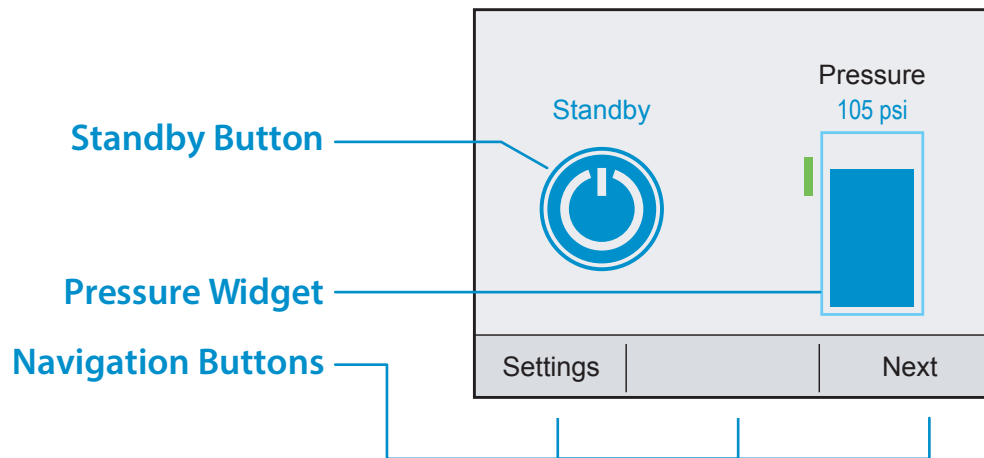 Pressure
Standby
105 psi
Standby Button
Pressure Widget
Navigation Buttons
Settings
Next